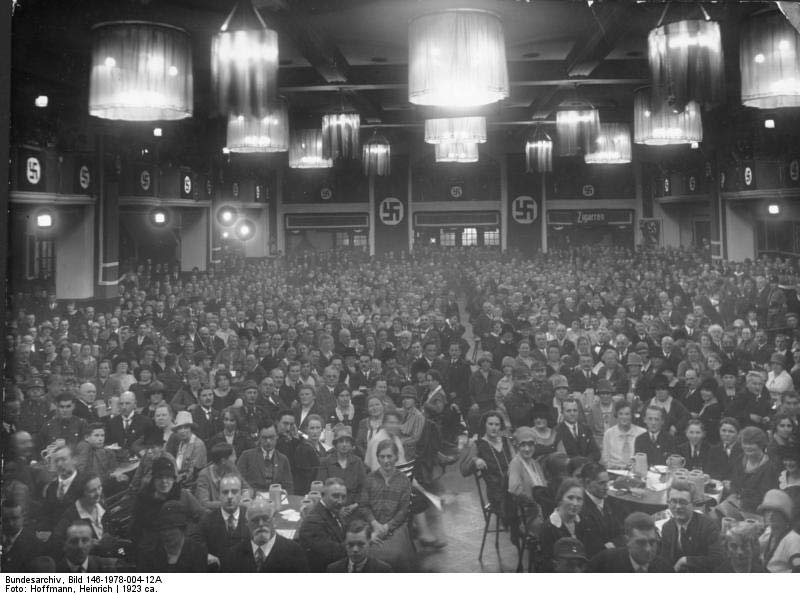 Zigarren
Bundesarchiv, Bild 146-1978-004-12A
Foto: Hoffmann, Heinrich | 1923 ca.